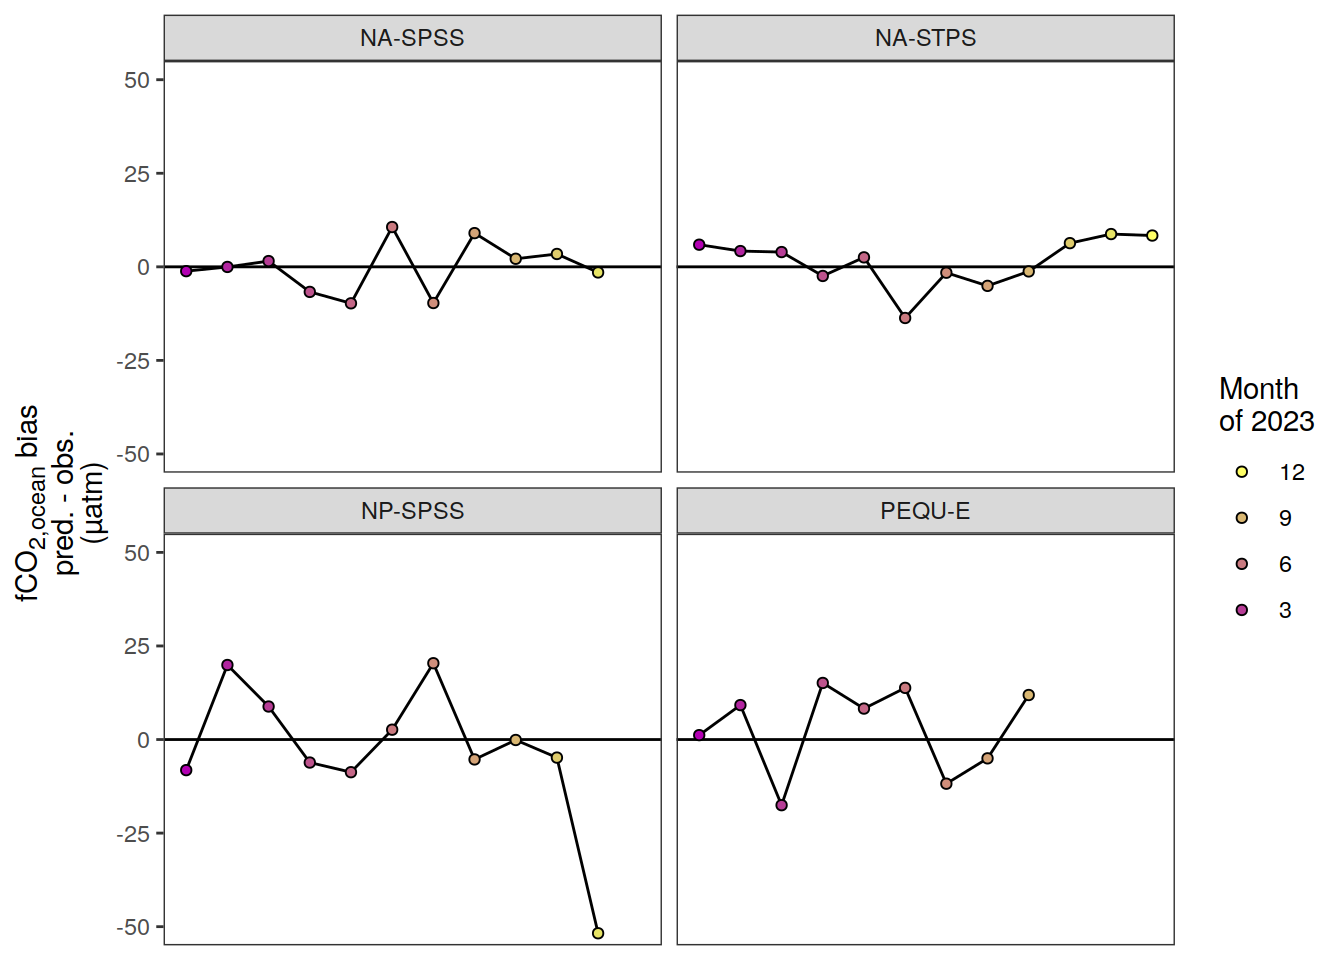 NA-SPSS
NA-STPS
50
25
0
-25
-50
NP-SPSS
PEQU-E
50
25
0
-25
-50
fCO2,ocean bias
pred. - obs.
(µatm)
Month
of 2023
12
9
6
3